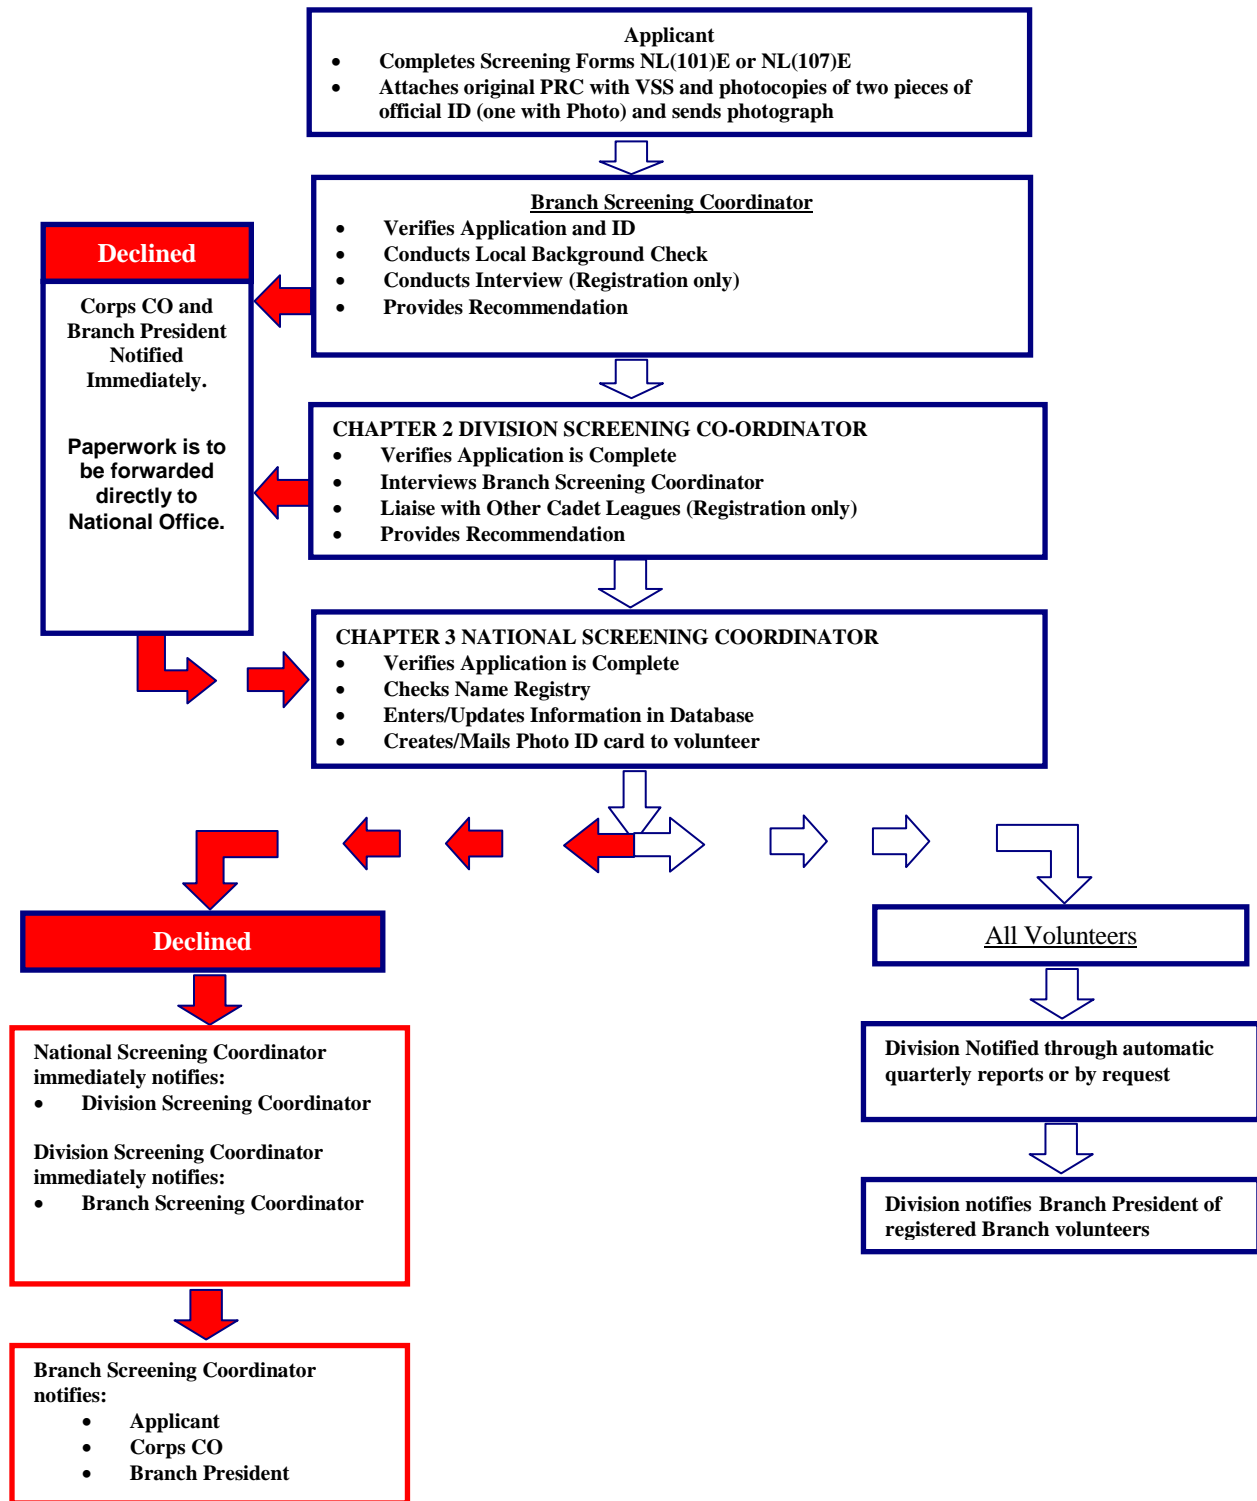 Applicant
• Completes Screening Forms NL(101)E or NL(107)E
• Attaches original PRC with VSS and photocopies of two pieces of
official ID (one with Photo) and sends photograph
Branch Screening Coordinator
• Verifies Application and ID
• Conducts Local Background Check
• Conducts Interview (Registration only)
• Provides Recommendation
Declined
Corps CO and
Branch President
Notified
Immediately.
Paperwork is to
be forwarded
directly to
National Office.
CHAPTER 2 DIVISION SCREENING CO-ORDINATOR
• Verifies Application is Complete
• Interviews Branch Screening Coordinator
• Liaise with Other Cadet Leagues (Registration only)
• Provides Recommendation
CHAPTER 3 NATIONAL SCREENING COORDINATOR
• Verifies Application is Complete
• Checks Name Registry
• Enters/Updates Information in Database
• Creates/Mails Photo ID card to volunteer
Declined
National Screening Coordinator
immediately notifies:
• Division Screening Coordinator
Division Screening Coordinator
immediately notifies:
• Branch Screening Coordinator
Branch Screening Coordinator
notifies:
• Applicant
• Corps CO
• Branch President
All Volunteers
Division Notified through automatic
quarterly reports or by request
Division notifies Branch President of
registered Branch volunteers